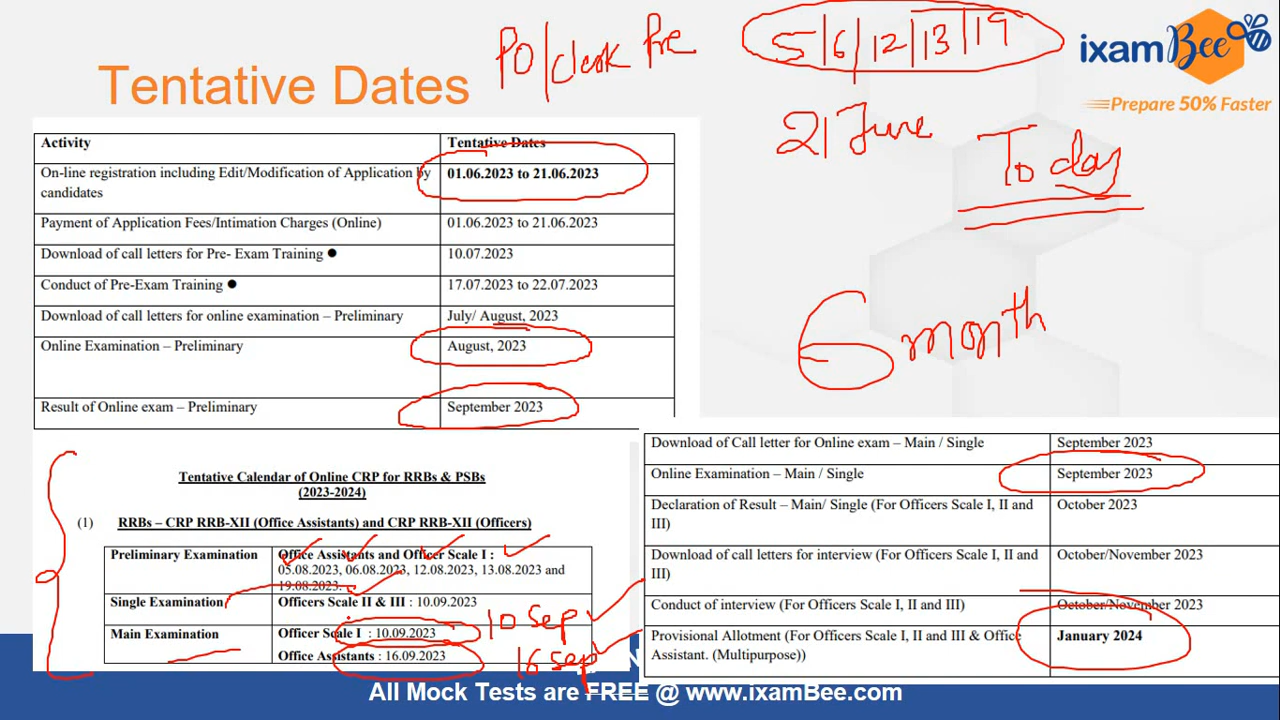 Tentative Dates
PO/clerk Pre
5/6/12/13/19
ixamBee
Prepare 50% Faster
21 June
Today
6 month
Activity Tentative Dates
On-line registration including Edit/Modification of Application by 01.06.2023 to 21.06.2023
candidates
Payment of Application Fees/Intimation Charges (Online) 01.06.2023 to 21.06.2023
Download of call letters for Pre- Exam Training ● 10.07.2023
Conduct of Pre-Exam Training ● 17.07.2023 to 22.07.2023
Download of call letters for online examination – Preliminary July/ August, 2023
Online Examination – Preliminary August, 2023
Result of Online exam – Preliminary September 2023
Tentative Calendar of Online CRP for RRBs & PSBs
(2023-2024)
(1) RRBs – CRP RRB-XII (Office Assistants) and CRP RRB-XII (Officers)
Preliminary Examination Office Assistants and Officer Scale I :
05.08.2023, 06.08.2023, 12.08.2023, 13.08.2023 and
19.08.2023.
Single Examination Officers Scale II & III : 10.09.2023
Main Examination Officer Scale I : 10.09.2023
Office Assistants : 16.09.2023
10 Sep
16 Sep
Download of Call letter for Online exam – Main / Single September 2023
Online Examination – Main / Single September 2023
Declaration of Result – Main/ Single (For Officers Scale I, II and October 2023
III)
Download of call letters for interview (For Officers Scale I, II and October/November 2023
III)
Conduct of interview (For Officers Scale I, II and III) October/November 2023
Provisional Allotment (For Officers Scale I, II and III & Office January 2024
Assistant. (Multipurpose))
All Mock Tests are FREE @ www.ixamBee.com